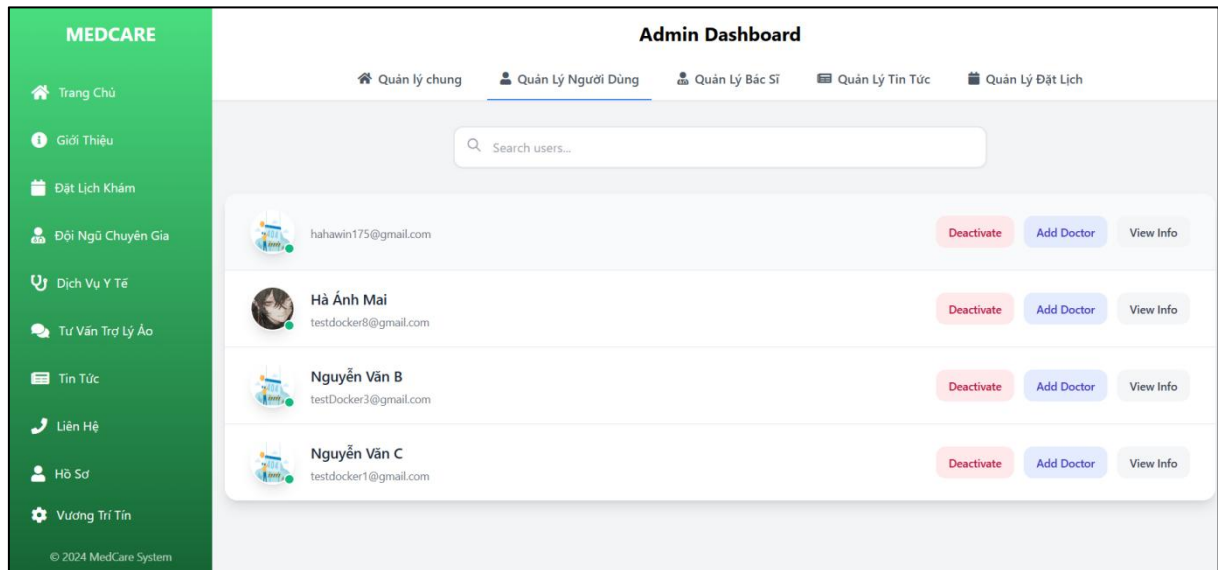 MEDCARE
Trang Chủ
Giới Thiệu
Đặt Lịch Khám
Đội Ngũ Chuyên Gia
Dịch Vụ Y Tế
Tư Vấn Trợ Lý Ảo
Tin Tức
Liên Hệ
Hồ Sơ
Vương Trí Tín
© 2024 MedCare System
Admin Dashboard
Quản lý chung Quản Lý Người Dùng Quản Lý Bác Sĩ Quản Lý Tin Tức Quản Lý Đặt Lịch
Search users...
hahawin175@gmail.com Deactivate Add Doctor View Info
Hà Ánh Mai
testdocker8@gmail.com Deactivate Add Doctor View Info
Nguyễn Văn B
testDocker3@gmail.com Deactivate Add Doctor View Info
Nguyễn Văn C
testdocker1@gmail.com Deactivate Add Doctor View Info